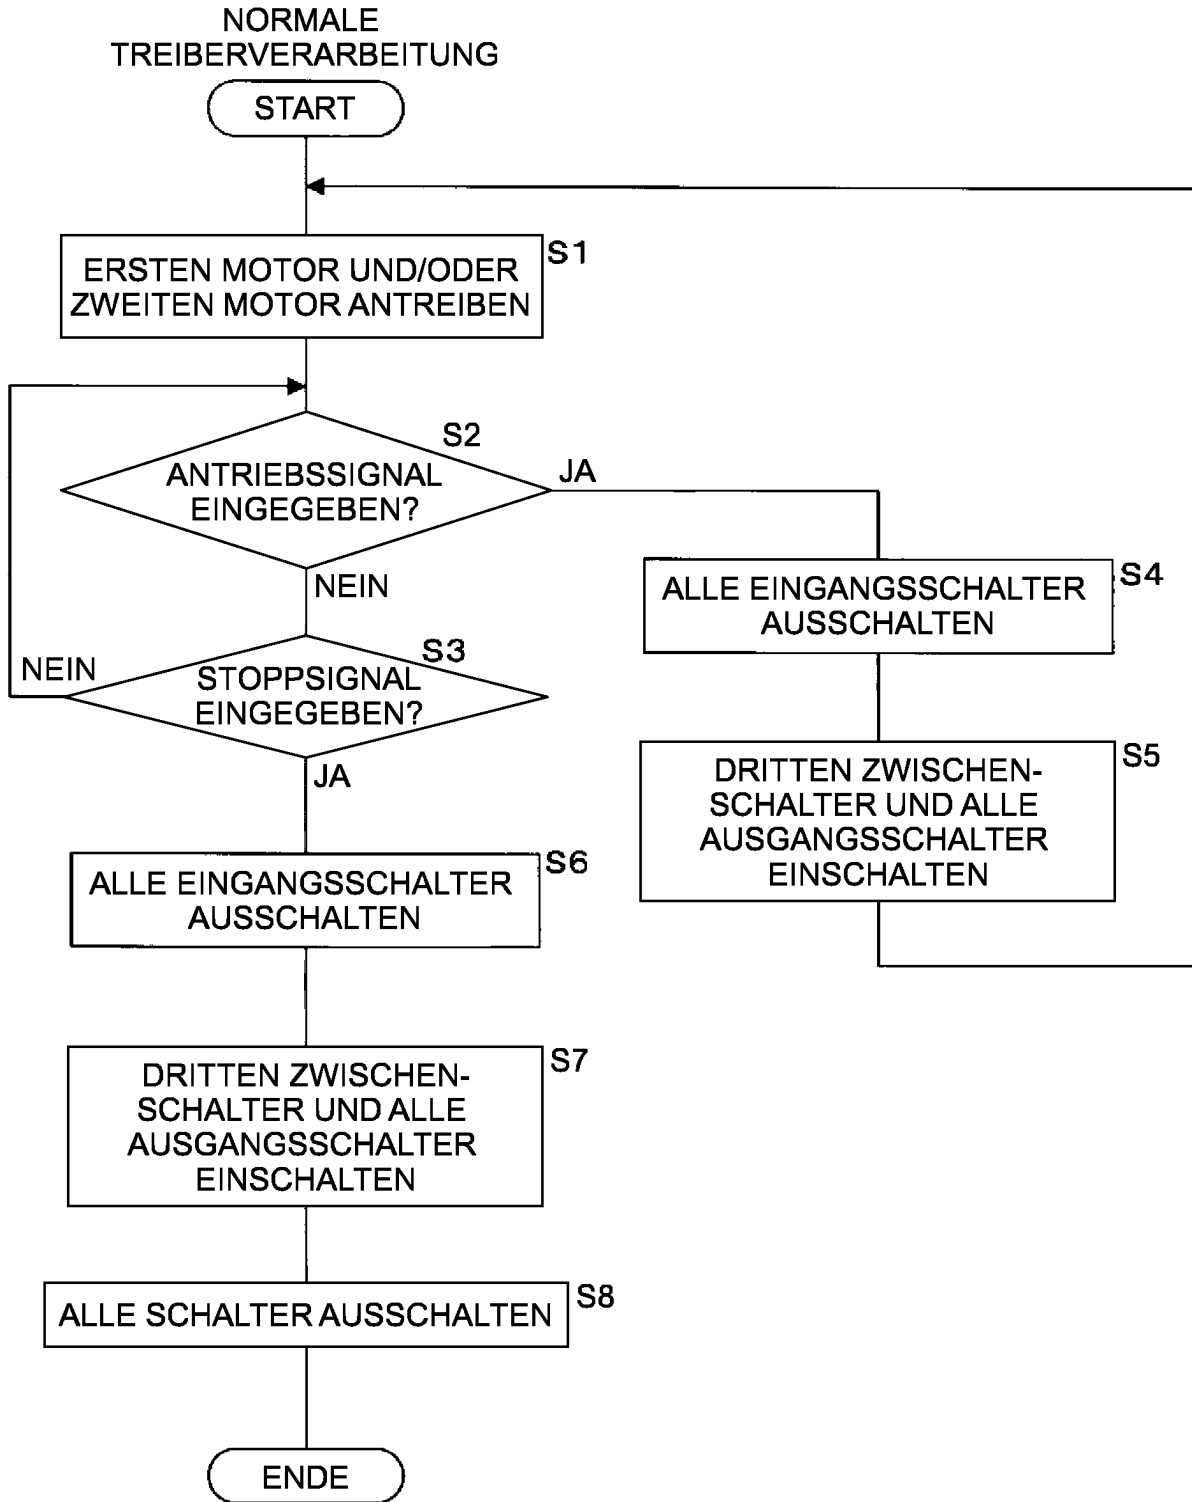 NORMALE
TREIBERVERARBEITUNG
START
S1
ERSTEN MOTOR UND/ODER
ZWEITEN MOTOR ANTREIBEN
S2
ANTRIEBSSIGNAL
EINGEGEBEN?
JA
NEIN
S3
STOPPSIGNAL
EINGEGEBEN?
NEIN
JA
S4
ALLE EINGANGSSCHALTER
AUSSCHALTEN
S5
DRITTEN ZWISCHEN-
SCHALTER UND ALLE
AUSGANGSSCHALTER
EINSCHALTEN
S6
ALLE EINGANGSSCHALTER
AUSSCHALTEN
S7
DRITTEN ZWISCHEN-
SCHALTER UND ALLE
AUSGANGSSCHALTER
EINSCHALTEN
S8
ALLE SCHALTER AUSSCHALTEN
ENDE